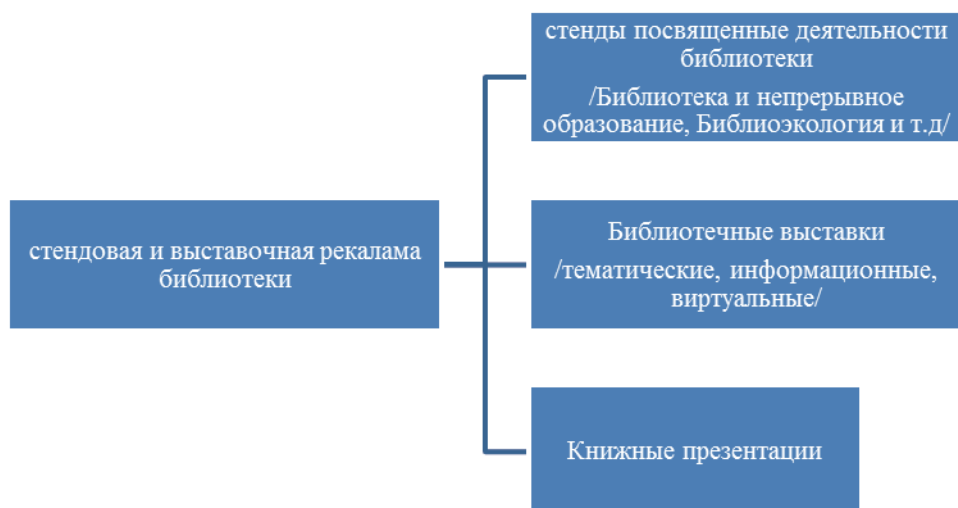 стенды посвященные деятельности
библиотеки
/Библиотека и непрерывное
образование, Библиоэкология и т.д/
стендовая и выставочная рекалама
библиотеки
Библиотечные выставки
/тематические, информационные,
виртуальные/
Книжные презентации